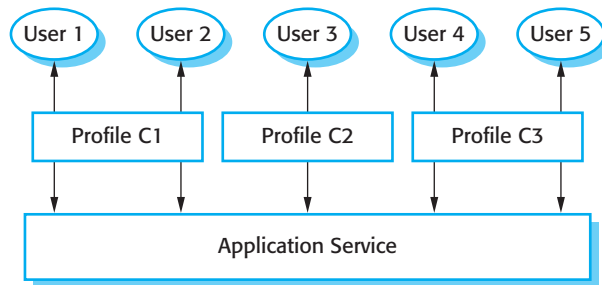 User 1 User 2 User 3 User 4 User 5
Profile C1 Profile C2 Profile C3
Application Service